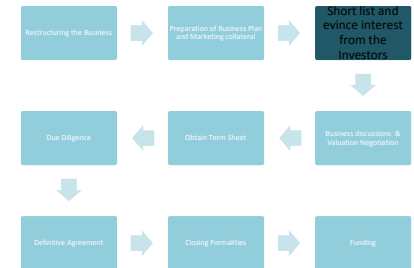 Restructuring the Business
Preparation of Business Plan
and Marketing collateral
Short list and
evince interest
from the
Investors
Due Diligence
Obtain Term Sheet
Business discussions &
Valuation Negotiation
Definitive Agreement
Closing Formalities
Funding